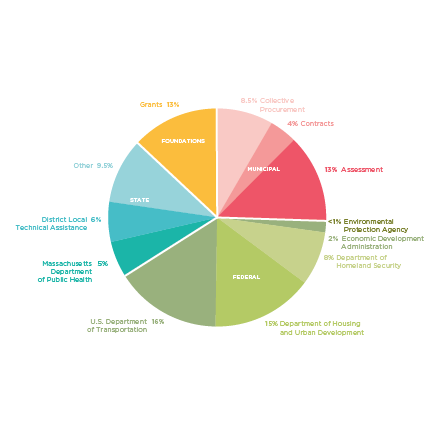 Grants 13%
8.5% Collective
Procurement
4% Contracts
FOUNDATIONS
MUNICIPAL
13% Assessment
Other 9.5%
STATE
District Local 6%
Technical Assistance
<1% Environmental
Protection Agency
2% Economic Development
Administration
8% Department of
Homeland Security
Massachusetts 5%
Department
of Public Health
FEDERAL
U.S. Department 16%
of Transportation
15% Department of Housing
and Urban Development